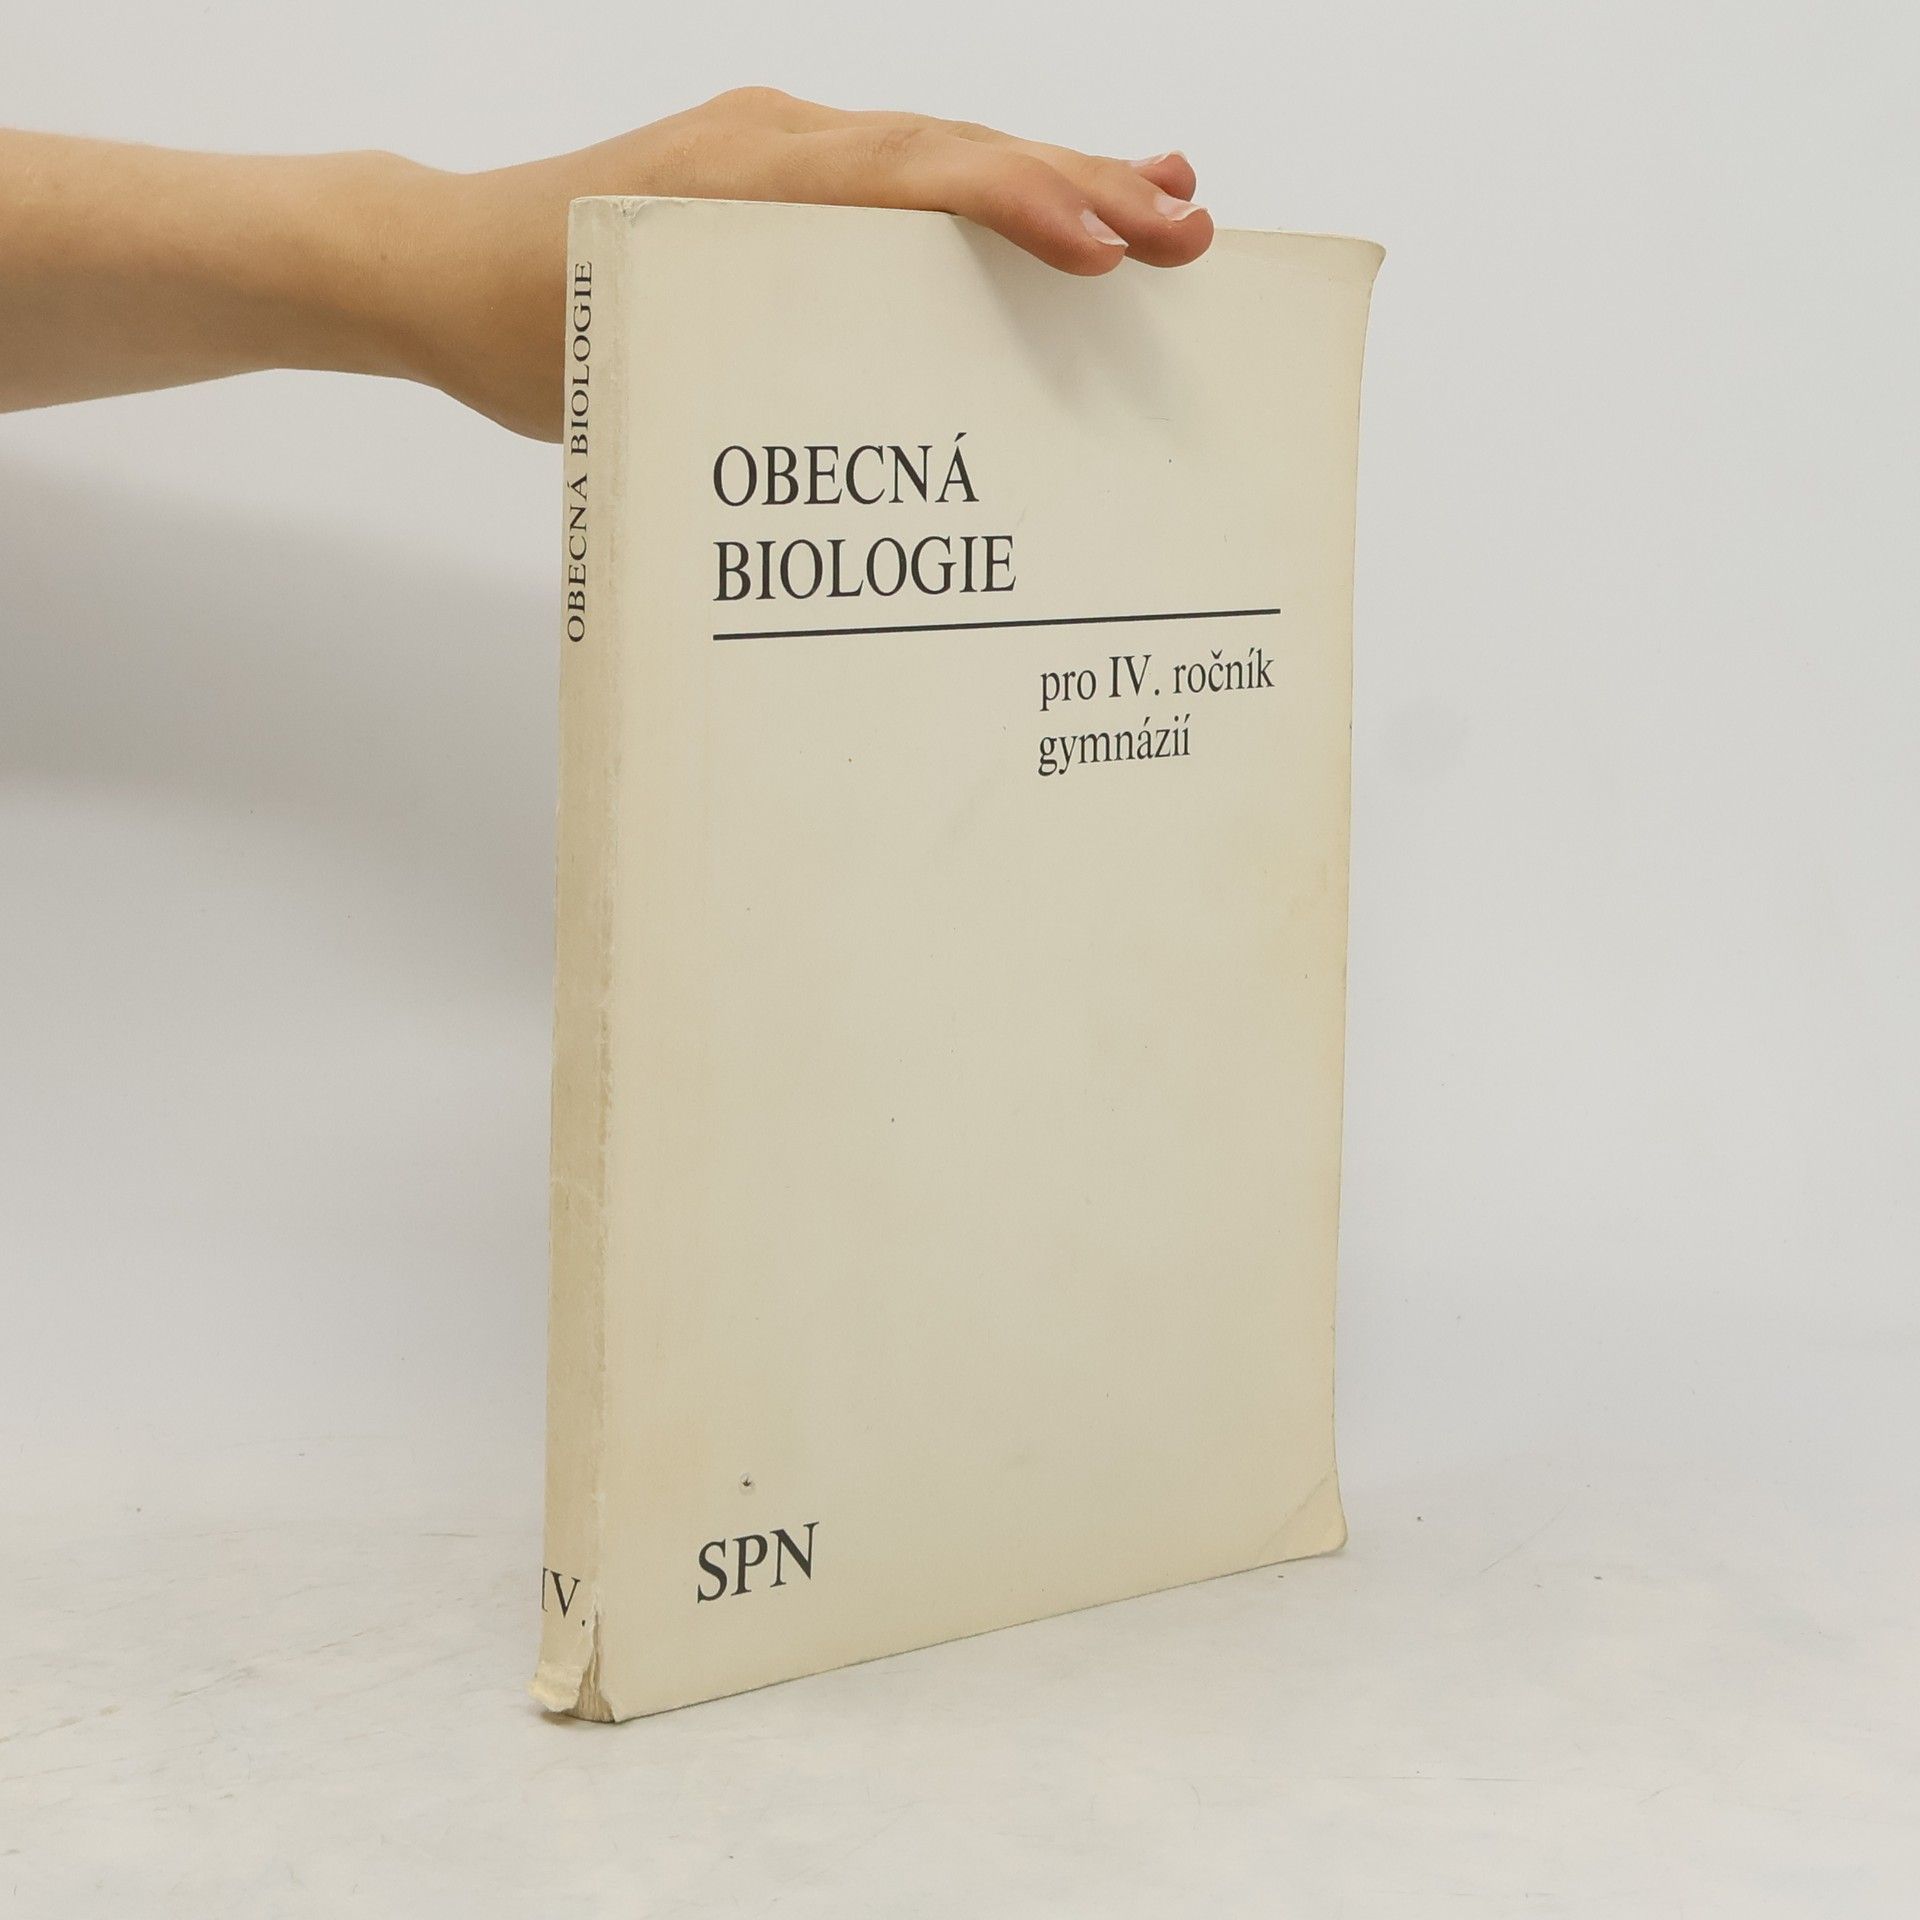 OBECNÁ BIOLOGIE
IV.
OBECNÁ
BIOLOGIE
pro IV. ročník
gymnázií
SPN